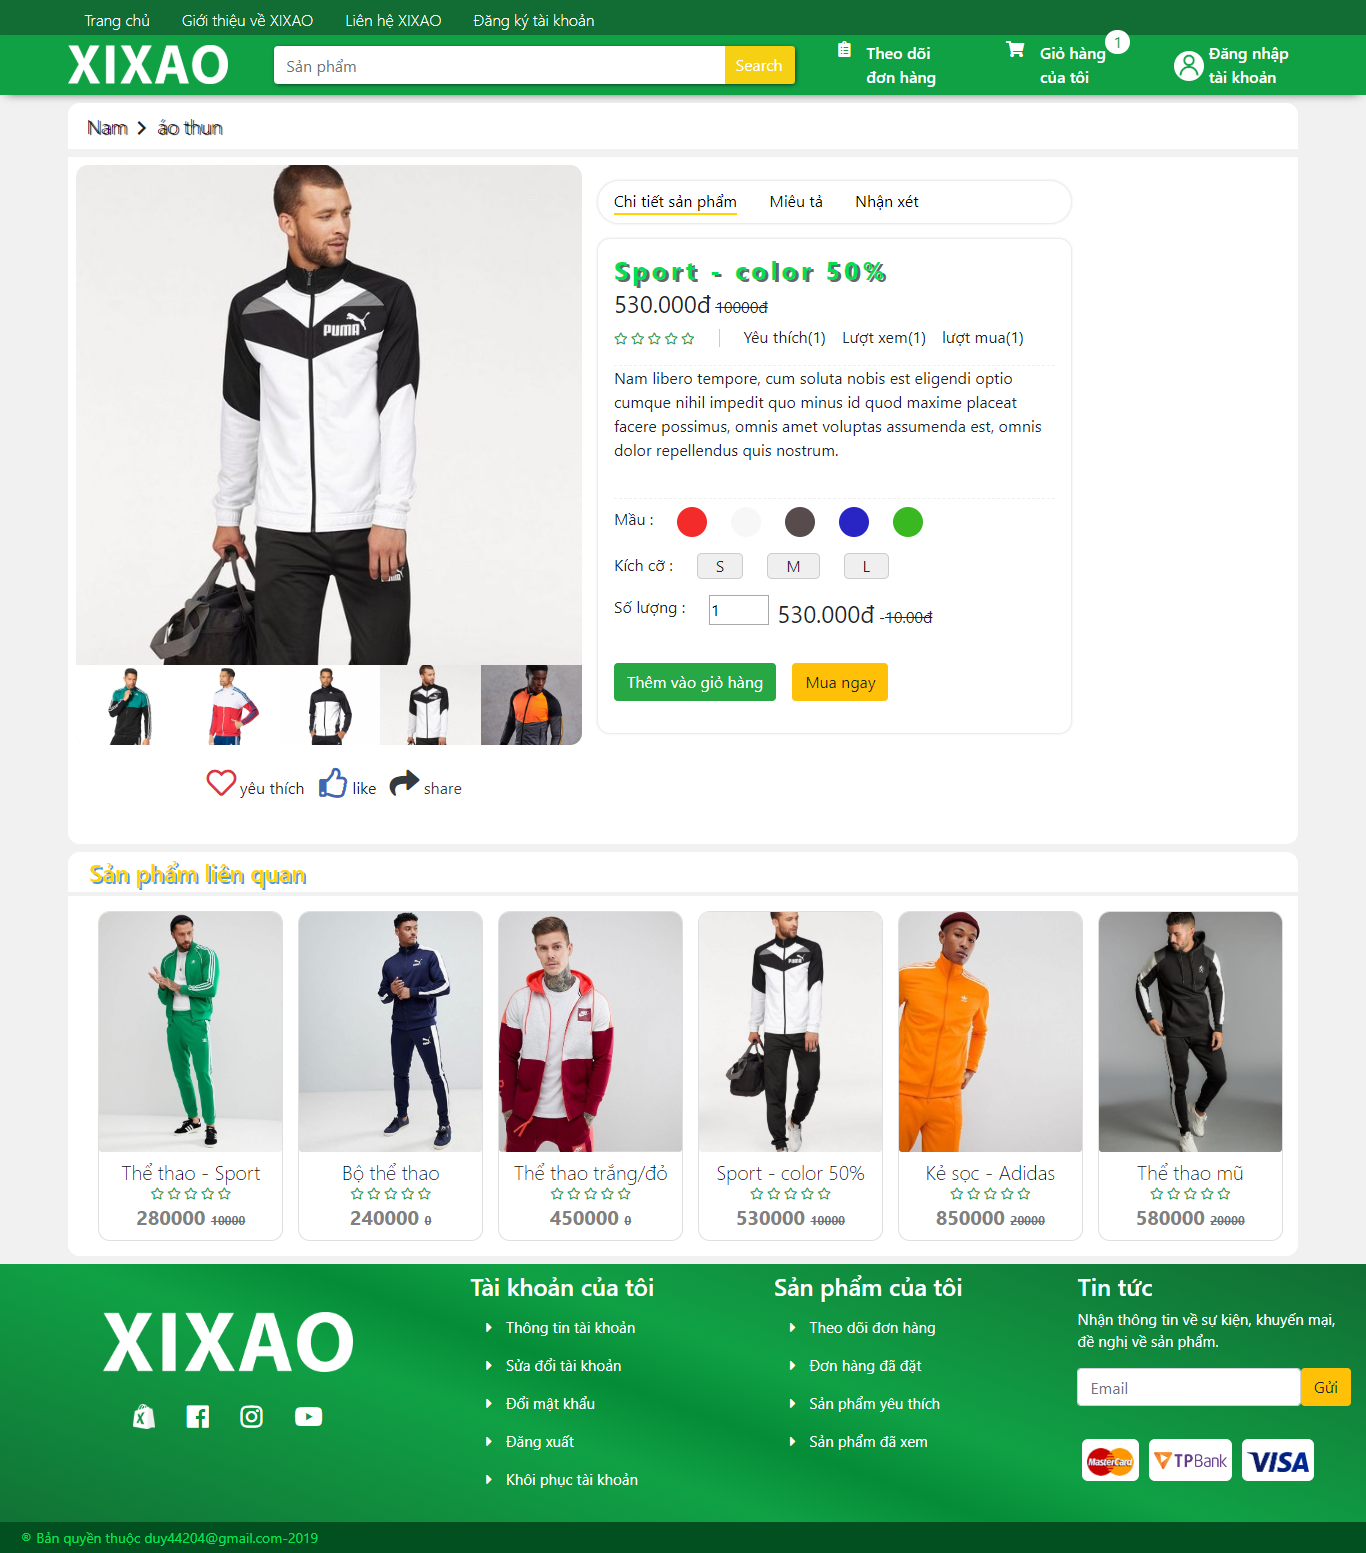 Trang chủ Giới thiệu về XIXAO Liên hệ XIXAO Đăng ký tài khoản
XIXAO Sản phẩm Search Theo dõi đơn hàng Giỏ hàng của tôi 1 Đăng nhập tài khoản
Nam áo thun
PUMA
PUMA
Chi tiết sản phẩm Miêu tả Nhận xét
Sport - color 50%
530.000đ 10000đ
Yêu thích(1) Lượt xem(1) lượt mua(1)
Nam libero tempore, cum soluta nobis est eligendi optio
cumque nihil impedit quo minus id quod maxime placeat
facere possimus, omnis amet voluptas assumenda est, omnis
dolor repellendus quis nostrum.
Mầu :
Kích cỡ : S M L
Số lượng : 1 530.000đ -10.00đ
Thêm vào giỏ hàng Mua ngay
yêu thích like share
Sản phẩm liên quan
PUMA
Thể thao - Sport Bộ thể thao Thể thao trắng/đỏ Sport - color 50% Kẻ sọc - Adidas Thể thao mũ
280000 10000 240000 0 450000 0 530000 10000 850000 20000 580000 20000
XIXAO
Tài khoản của tôi
Thông tin tài khoản
Sửa đổi tài khoản
Đổi mật khẩu
Đăng xuất
Khôi phục tài khoản
Sản phẩm của tôi
Theo dõi đơn hàng
Đơn hàng đã đặt
Sản phẩm yêu thích
Sản phẩm đã xem
Tin tức
Nhận thông tin về sự kiện, khuyến mại,
đề nghị về sản phẩm.
Email Gửi
MasterCard TPBank VISA
® Bản quyền thuộc duy44204@gmail.com-2019